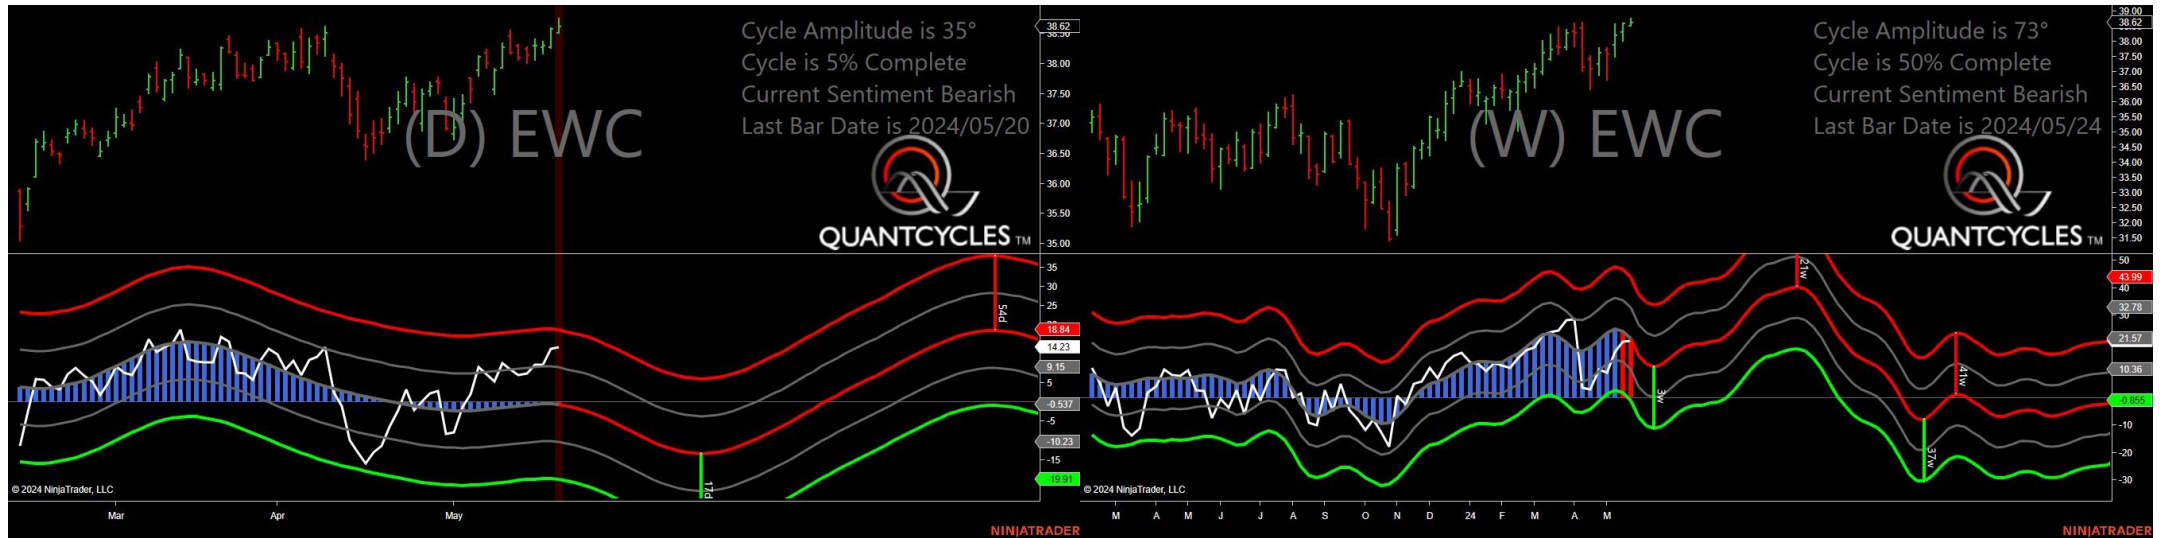 Cycle Amplitude is 35°
Cycle is 5% Complete
Current Sentiment Bearish
Last Bar Date is 2024/05/20
(D) EWC
QUANTCYCLES TM
38.62
38.50
38.00
37.50
37.00
36.50
36.00
35.50
35.00
35
30
25
18.84
14.23
9.15
5
-0.537
-5
-10.23
-15
-19.91
54d
17d
© 2024 NinjaTrader, LLC
Mar
Apr
May
NINJATRADER
Cycle Amplitude is 73°
Cycle is 50% Complete
Current Sentiment Bearish
Last Bar Date is 2024/05/24
(W) EWC
QUANTCYCLES TM
39.00
38.62
38.00
37.50
37.00
36.50
36.00
35.50
35.00
34.50
34.00
33.50
33.00
32.50
32.00
31.50
50
43.99
40
32.78
30
21.57
10.36
-0.855
-10
-20
-30
21w
3w
41w
37w
© 2024 NinjaTrader, LLC
M
A
M
J
J
A
S
O
N
D
24
F
M
A
M
NINJATRADER